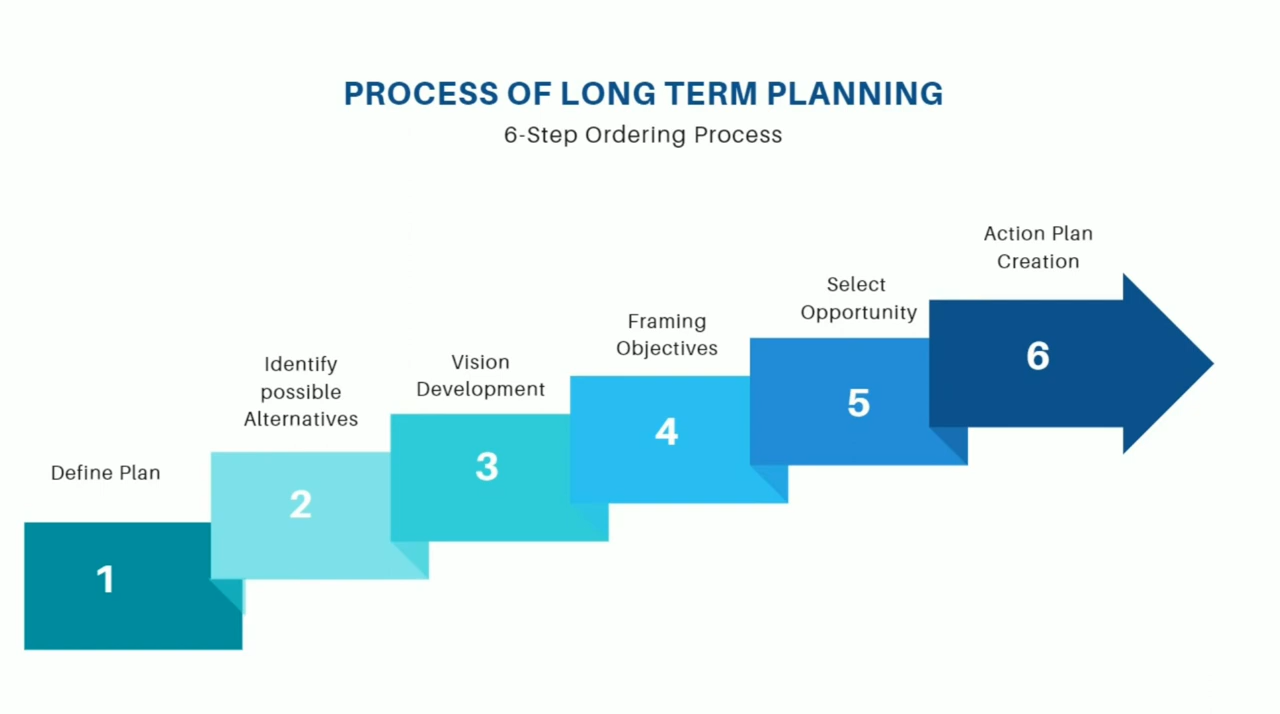 PROCESS OF LONG TERM PLANNING
6-Step Ordering Process
Define Plan
1
Identify
possible
Alternatives
2
Vision
Development
3
Framing
Objectives
4
Select
Opportunity
5
Action Plan
Creation
6